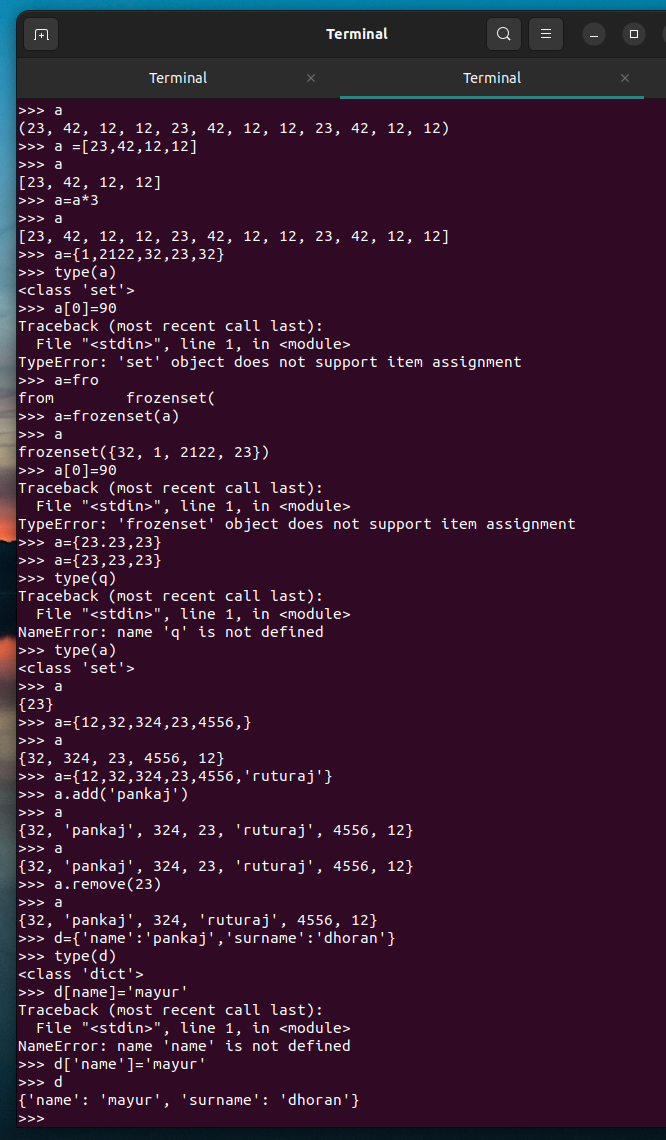 Terminal
Terminal
Terminal
>>> a
(23, 42, 12, 12, 23, 42, 12, 12, 23, 42, 12, 12)
>>> a =[23,42,12,12]
>>> a
[23, 42, 12, 12]
>>> a=a*3
>>> a
[23, 42, 12, 12, 23, 42, 12, 12, 23, 42, 12, 12]
>>> a={1,2122,32,23,32}
>>> type(a)
<class 'set'>
>>> a[0]=90
Traceback (most recent call last):
  File "<stdin>", line 1, in <module>
TypeError: 'set' object does not support item assignment
>>> a=fro
from        frozenset(
>>> a=frozenset(a)
>>> a
frozenset({32, 1, 2122, 23})
>>> a[0]=90
Traceback (most recent call last):
  File "<stdin>", line 1, in <module>
TypeError: 'frozenset' object does not support item assignment
>>> a={23.23,23}
>>> a={23,23,23}
>>> type(q)
Traceback (most recent call last):
  File "<stdin>", line 1, in <module>
NameError: name 'q' is not defined
>>> type(a)
<class 'set'>
>>> a
{23}
>>> a={12,32,324,23,4556,}
>>> a
{32, 324, 23, 4556, 12}
>>> a={12,32,324,23,4556,'ruturaj'}
>>> a.add('pankaj')
>>> a
{32, 'pankaj', 324, 23, 'ruturaj', 4556, 12}
>>> a
{32, 'pankaj', 324, 23, 'ruturaj', 4556, 12}
>>> a.remove(23)
>>> a
{32, 'pankaj', 324, 'ruturaj', 4556, 12}
>>> d={'name':'pankaj','surname':'dhoran'}
>>> type(d)
<class 'dict'>
>>> d[name]='mayur'
Traceback (most recent call last):
  File "<stdin>", line 1, in <module>
NameError: name 'name' is not defined
>>> d['name']='mayur'
>>> d
{'name': 'mayur', 'surname': 'dhoran'}
>>>